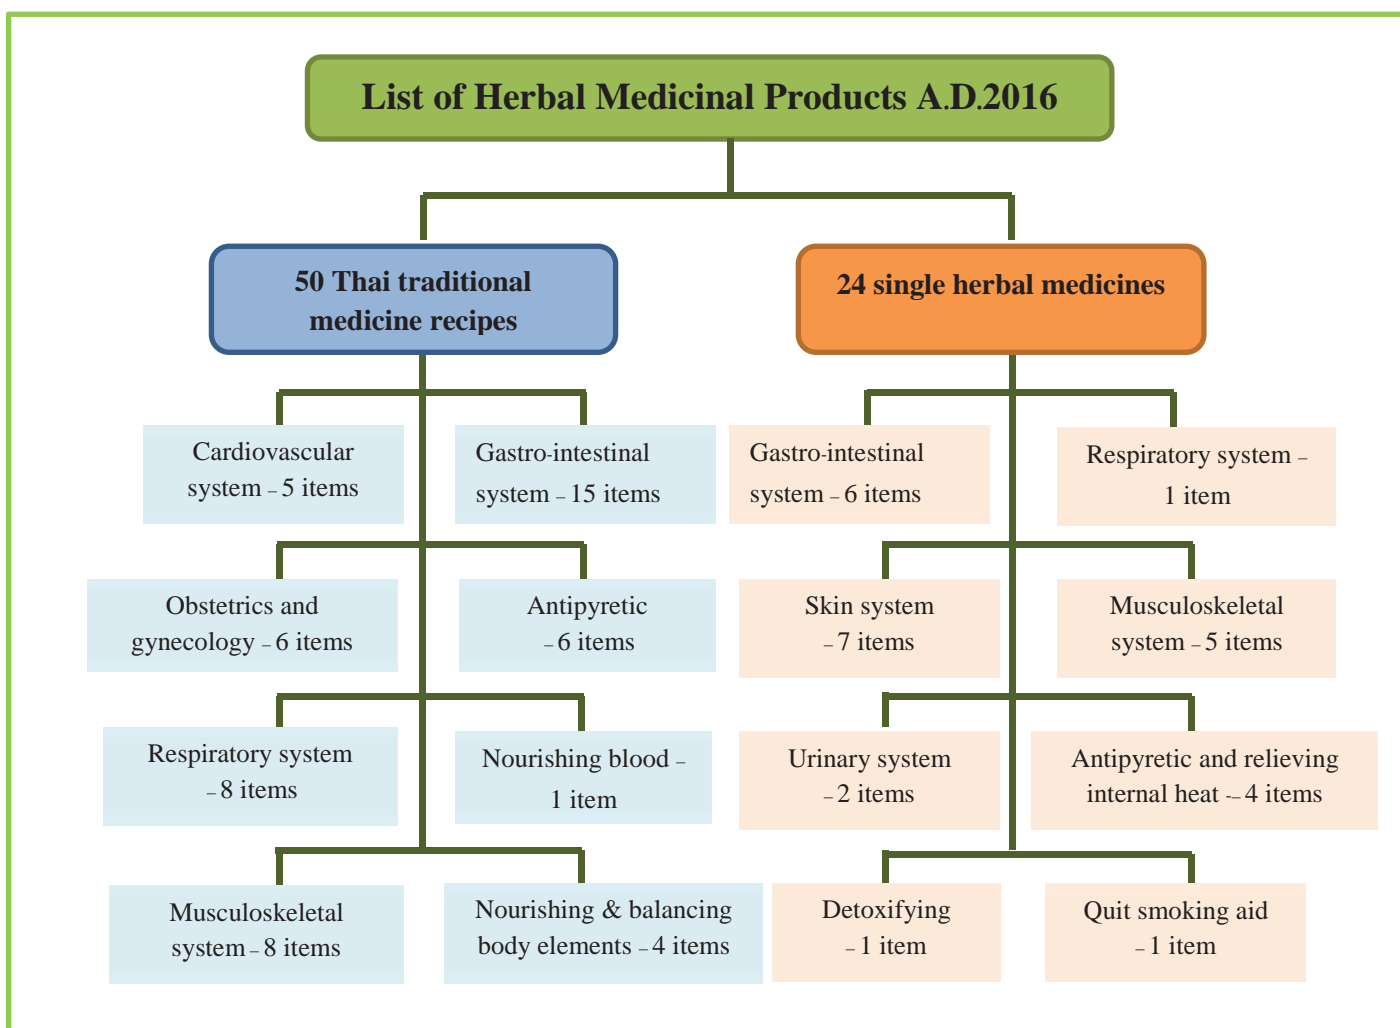 List of Herbal Medicinal Products A.D.2016
50 Thai traditional
medicine recipes
24 single herbal medicines
Cardiovascular
system – 5 items
Gastro-intestinal
system – 15 items
Gastro-intestinal
system – 6 items
Respiratory system –
1 item
Obstetrics and
gynecology – 6 items
Antipyretic
– 6 items
Skin system
– 7 items
Musculoskeletal
system – 5 items
Respiratory system
– 8 items
Nourishing blood –
1 item
Urinary system
– 2 items
Antipyretic and relieving
internal heat -– 4 items
Musculoskeletal
system – 8 items
Nourishing & balancing
body elements – 4 items
Detoxifying
– 1 item
Quit smoking aid
– 1 item